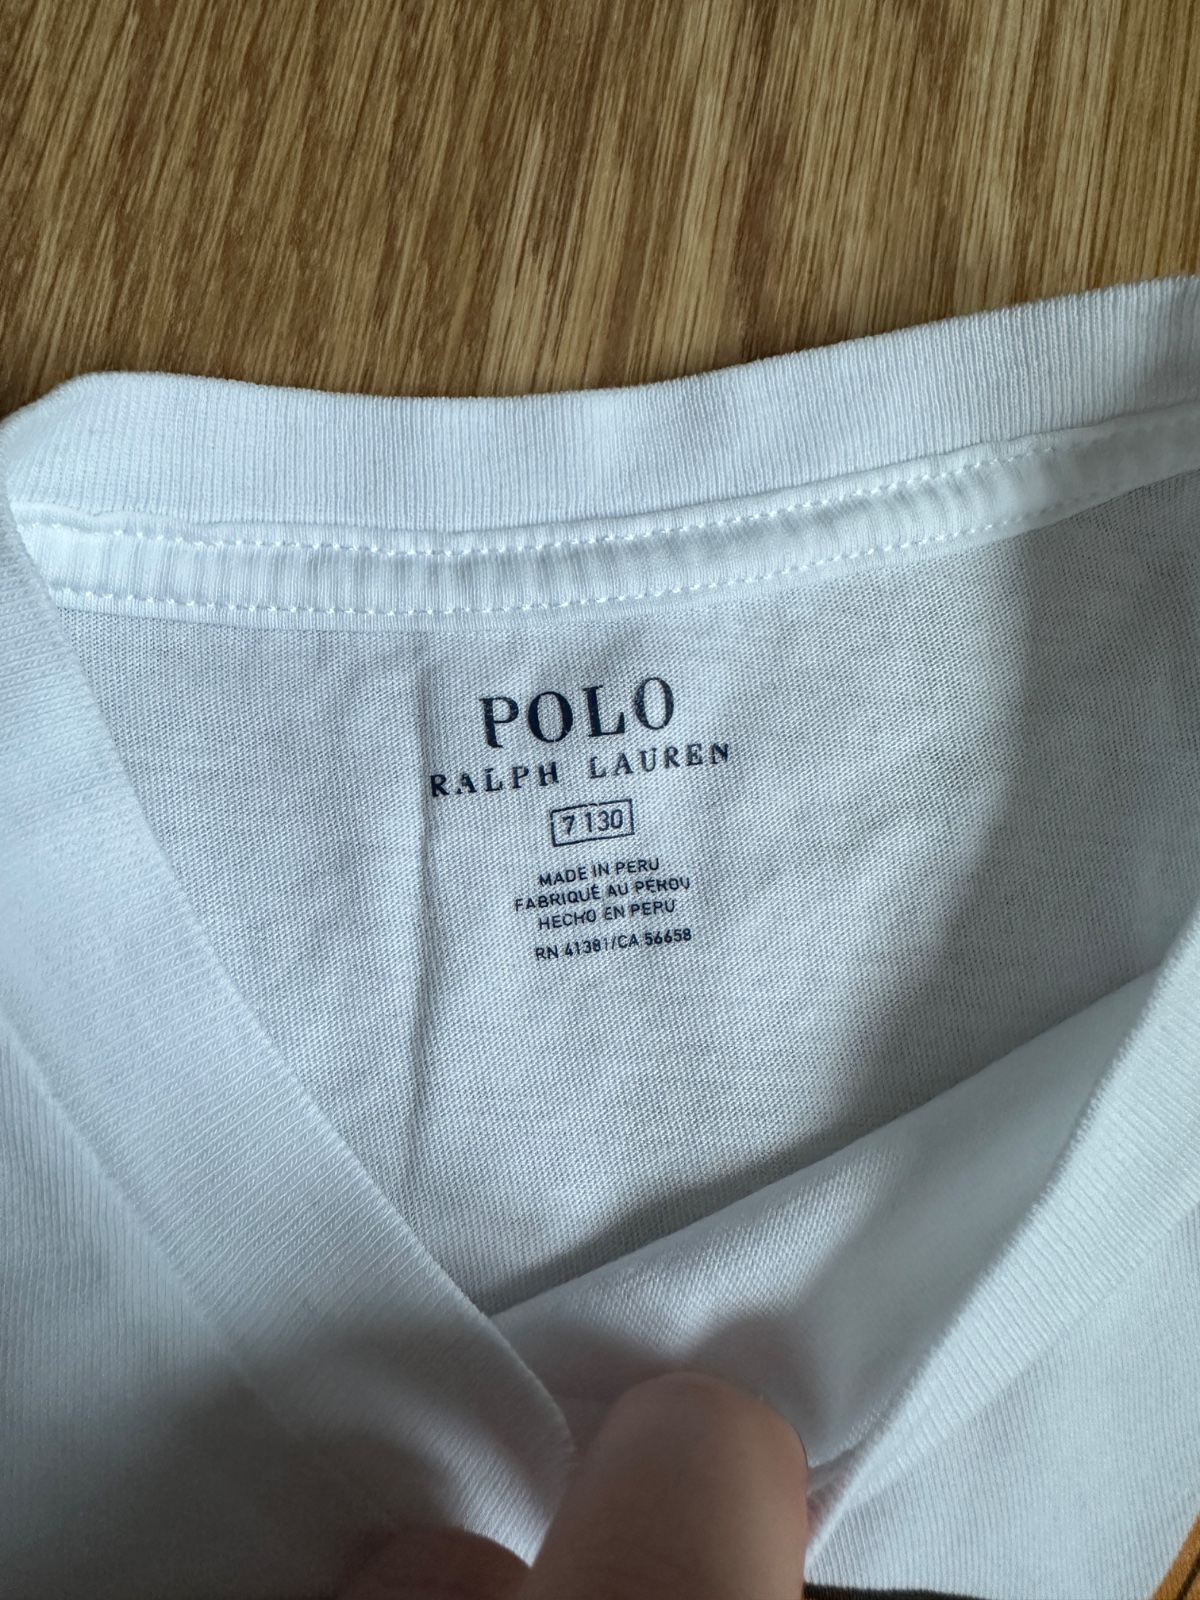 POLO
RALPH LAUREN
7 130
MADE IN PERU
FABRIQUÉ AU PÉROU
HECHO EN PERU
RN 41381/CA 56658